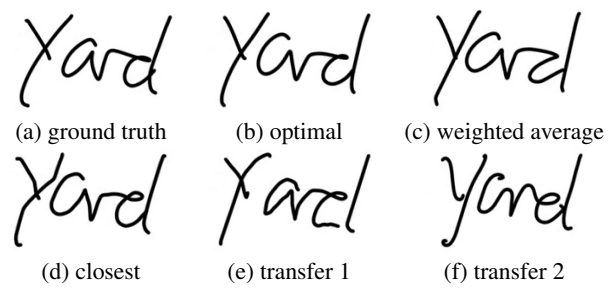 Yard Yard Yard
(a) ground truth (b) optimal (c) weighted average
Yard Yard Yard
(d) closest (e) transfer 1 (f) transfer 2